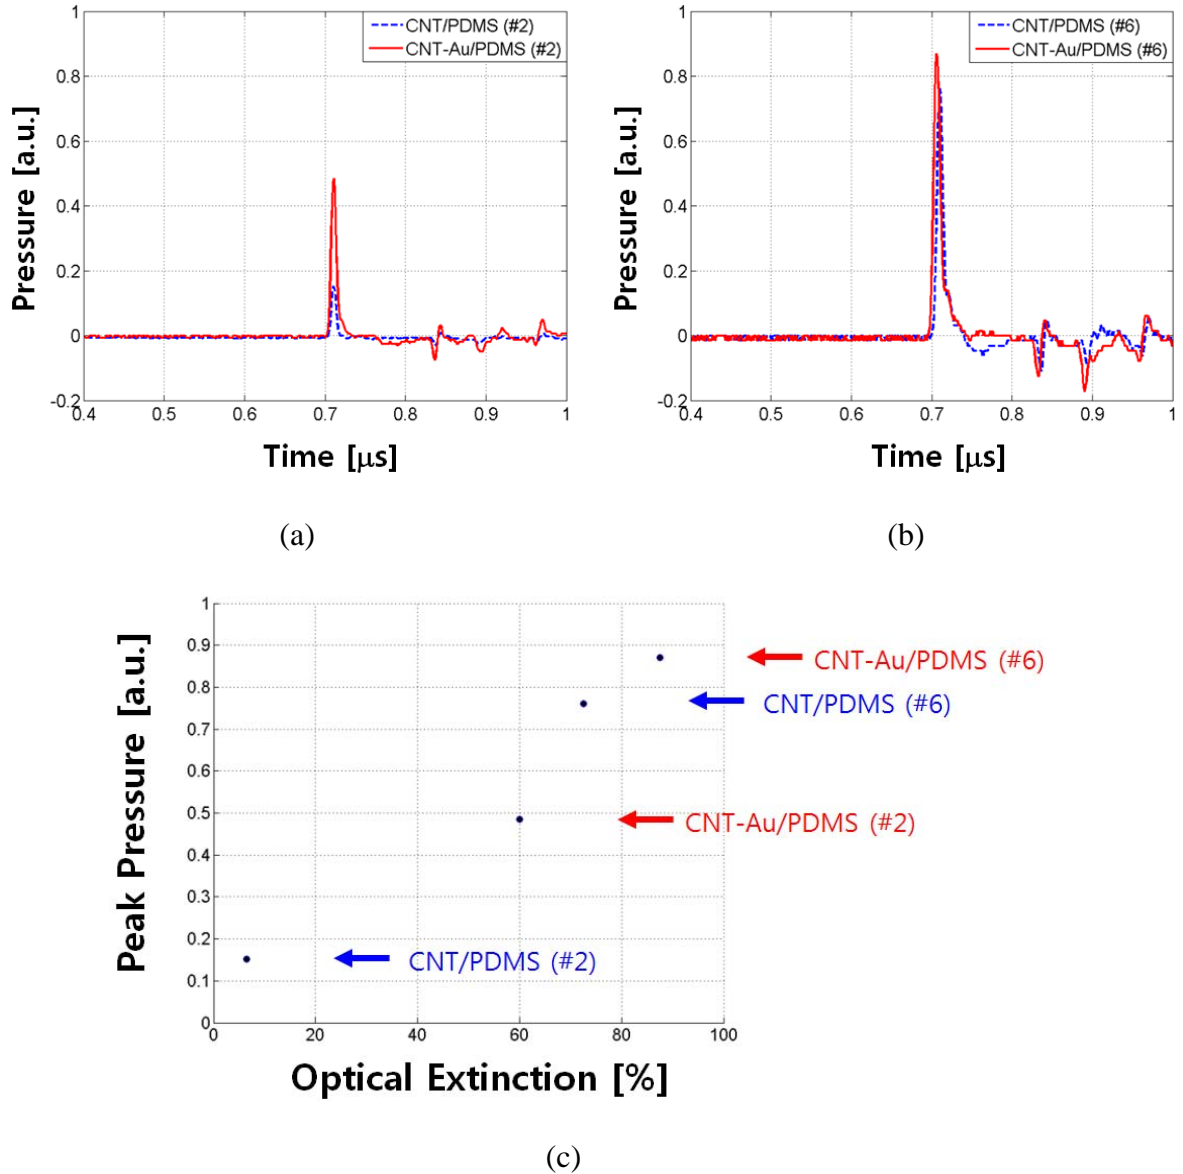 CNT/PDMS (#2)
CNT-Au/PDMS (#2)
1
0.8
0.6
0.4
0.2
0
-0.2
Pressure [a.u.]
0.4
0.5
0.6
0.7
0.8
0.9
1
Time [μs]
(a)
CNT/PDMS (#6)
CNT-Au/PDMS (#6)
1
0.8
0.6
0.4
0.2
0
-0.2
Pressure [a.u.]
0.4
0.5
0.6
0.7
0.8
0.9
1
Time [μs]
(b)
1
0.9
0.8
0.7
0.6
0.5
0.4
0.3
0.2
0.1
0
Peak Pressure [a.u.]
CNT-Au/PDMS (#6)
CNT/PDMS (#6)
CNT-Au/PDMS (#2)
CNT/PDMS (#2)
0
20
40
60
80
100
Optical Extinction [%]
(c)